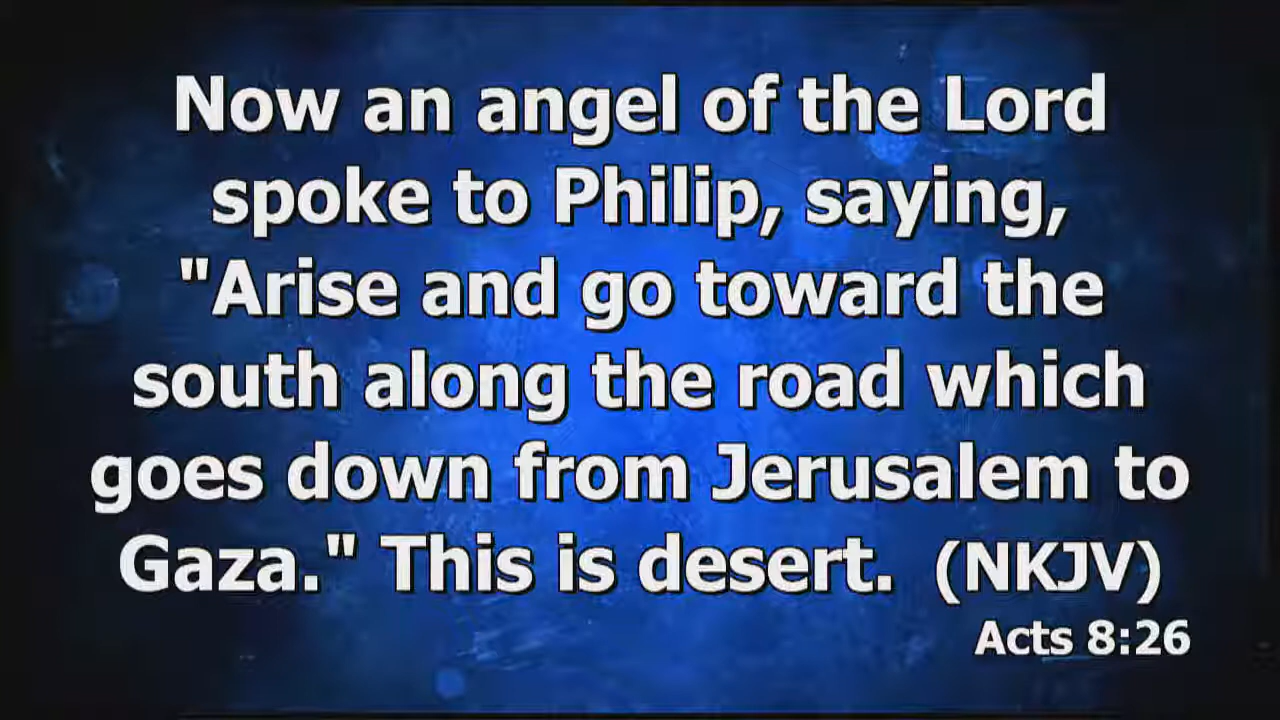 Now an angel of the Lord
spoke to Philip, saying,
"Arise and go toward the
south along the road which
goes down from Jerusalem to
Gaza." This is desert. (NKJV)
Acts 8:26